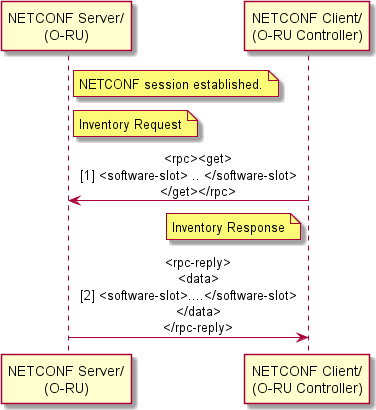 NETCONF Server/
(O-RU)
NETCONF Client/
(O-RU Controller)
NETCONF session established.
Inventory Request
<rpc><get>
[1] <software-slot> .. </software-slot>
</get></rpc>
Inventory Response
<rpc-reply>
<data>
[2] <software-slot>....</software-slot>
</data>
</rpc-reply>
NETCONF Server/
(O-RU)
NETCONF Client/
(O-RU Controller)